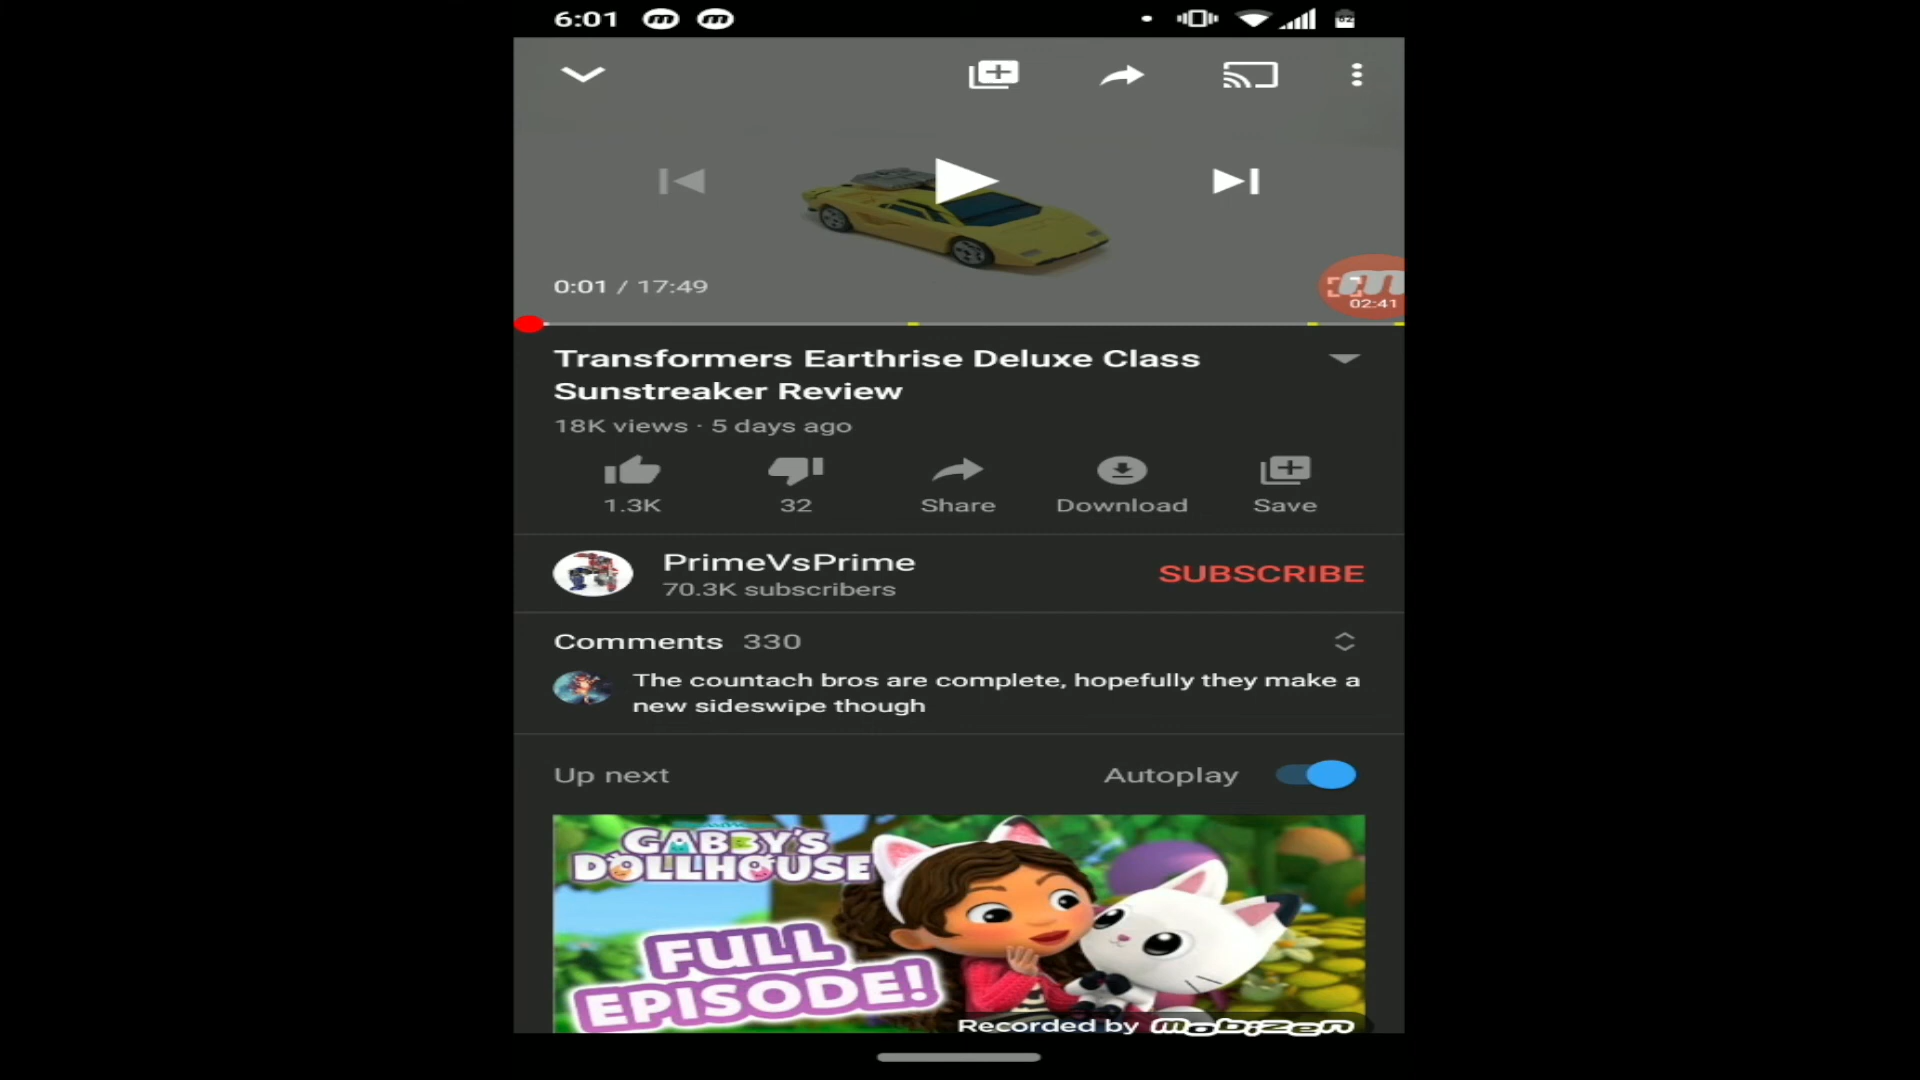 6:01
62
0:01 / 17:49
02:41
Transformers Earthrise Deluxe Class
Sunstreaker Review
18K views · 5 days ago
1.3K
32
Share
Download
Save
PrimeVsPrime
70.3K subscribers
SUBSCRIBE
Comments 330
The countach bros are complete, hopefully they make a
new sideswipe though
Up next
Autoplay
GABBY'S
DOLLHOUSE
FULL
EPISODE!
Recorded by mobizen